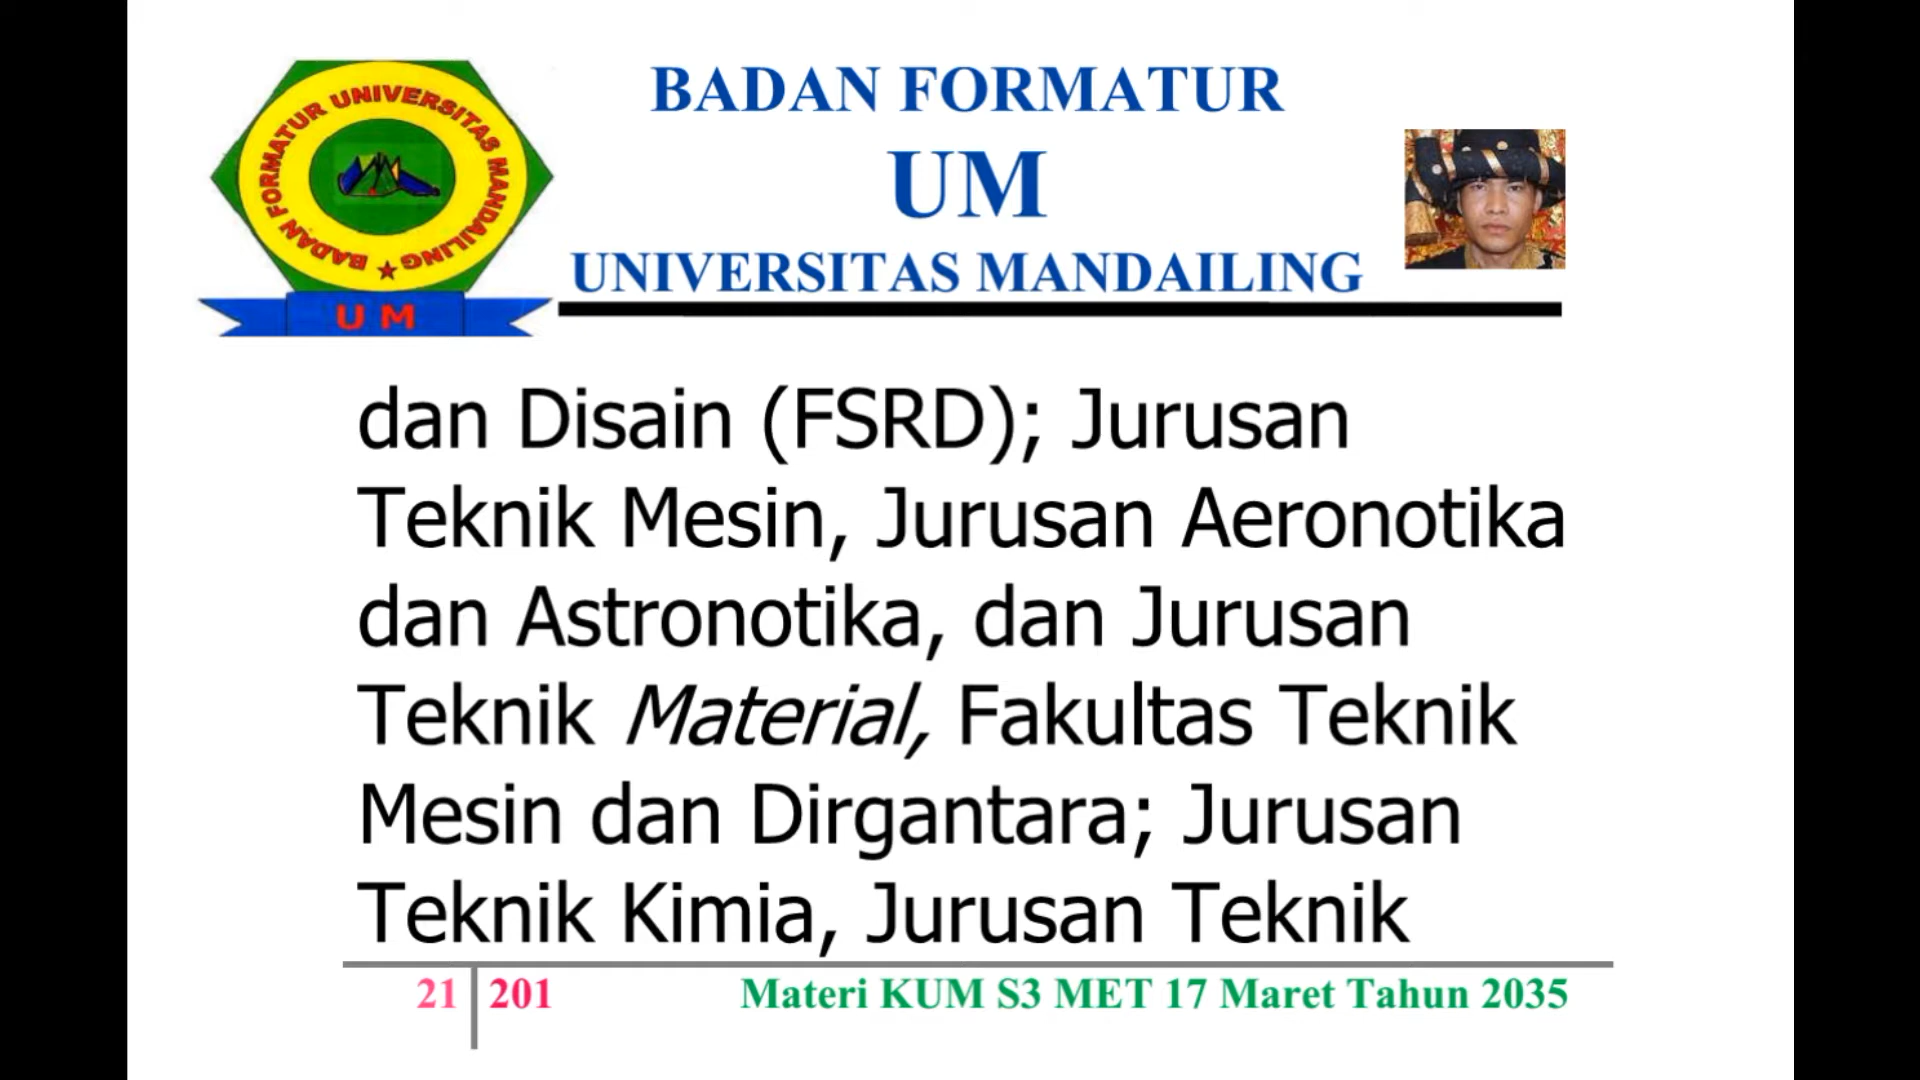 BADAN FORMATUR UNIVERSITAS MANDAILING
U M
BADAN FORMATUR
UM
UNIVERSITAS MANDAILING
dan Disain (FSRD); Jurusan
Teknik Mesin, Jurusan Aeronotika
dan Astronotika, dan Jurusan
Teknik Material, Fakultas Teknik
Mesin dan Dirgantara; Jurusan
Teknik Kimia, Jurusan Teknik
21 201 Materi KUM S3 MET 17 Maret Tahun 2035